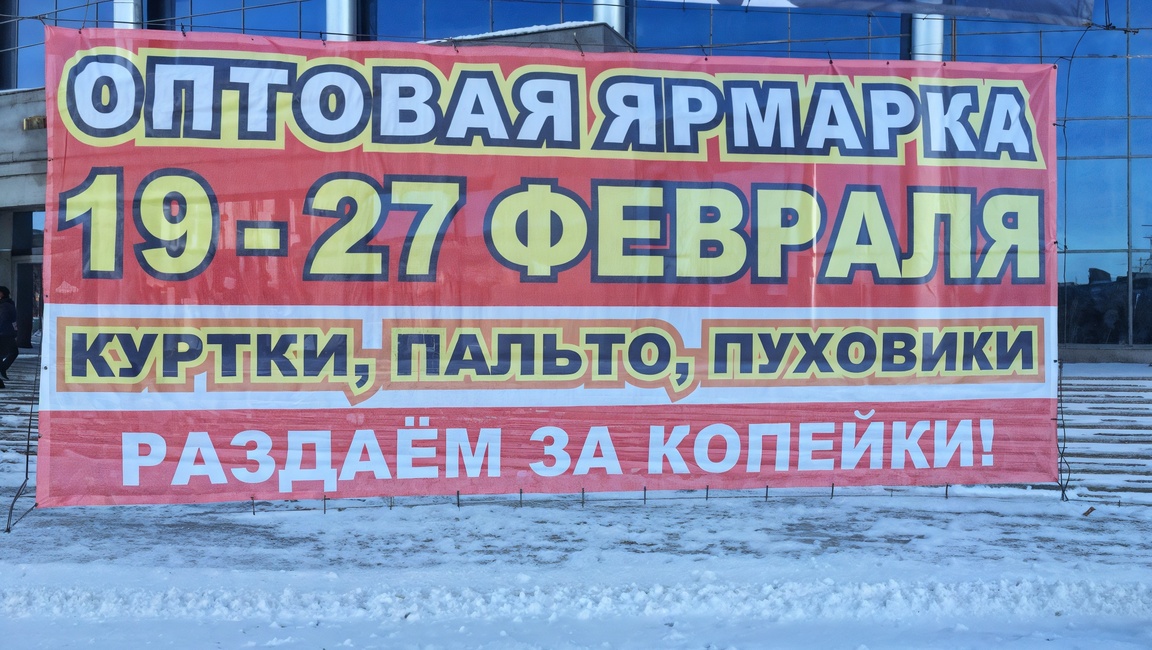 ОПТОВАЯ ЯРМАРКА
19 - 27 ФЕВРАЛЯ
КУРТКИ, ПАЛЬТО, ПУХОВИКИ
РАЗДАЁМ ЗА КОПЕЙКИ!